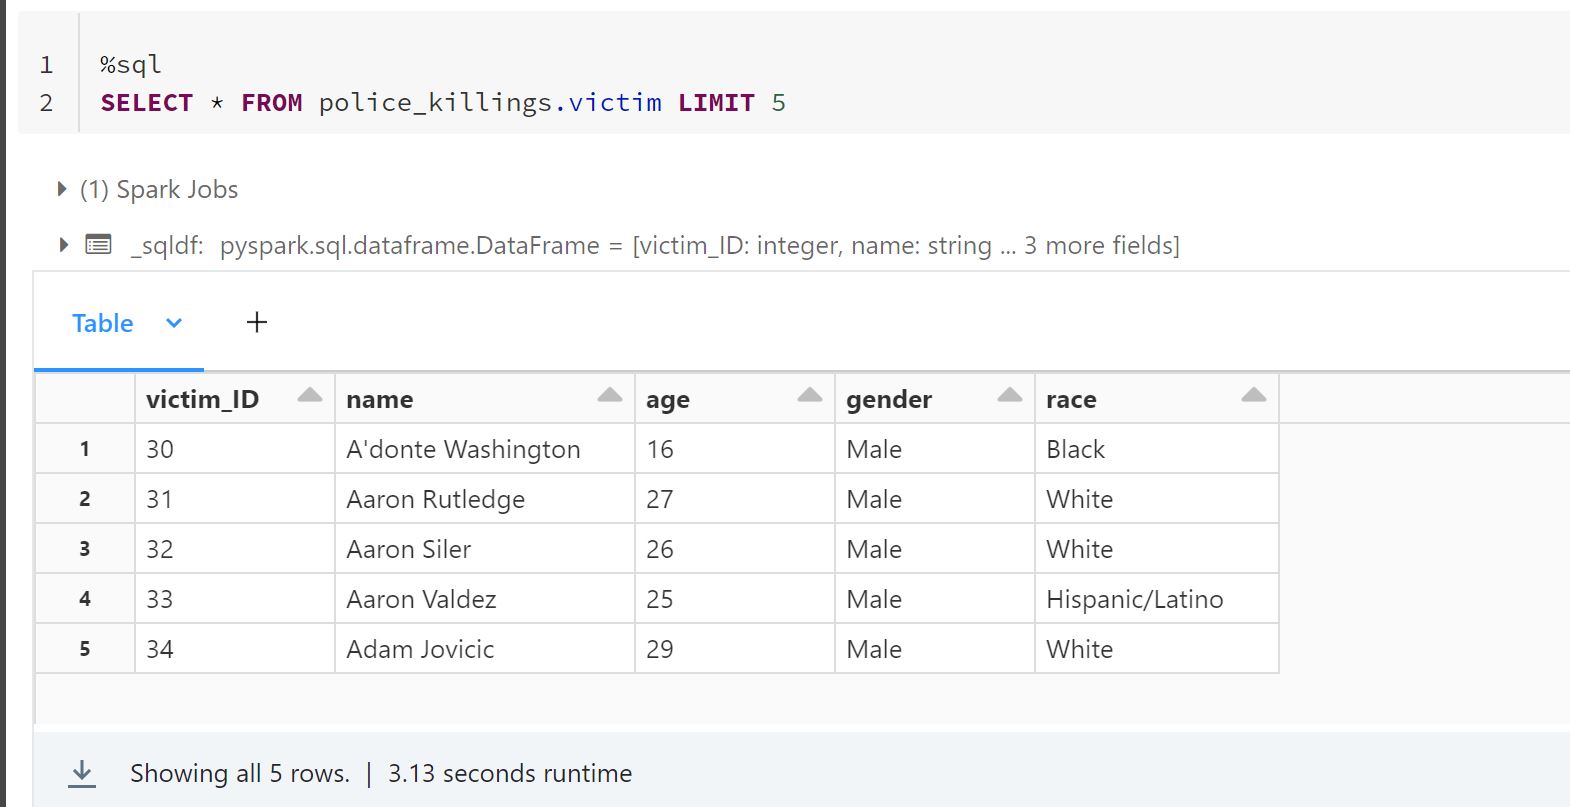 1 %sql
2 SELECT * FROM police_killings.victim LIMIT 5
(1) Spark Jobs
_sqldf: pyspark.sql.dataframe.DataFrame = [victim_ID: integer, name: string ... 3 more fields]
Table +
victim_ID name age gender race
1 30 A'donte Washington 16 Male Black
2 31 Aaron Rutledge 27 Male White
3 32 Aaron Siler 26 Male White
4 33 Aaron Valdez 25 Male Hispanic/Latino
5 34 Adam Jovicic 29 Male White
Showing all 5 rows. | 3.13 seconds runtime